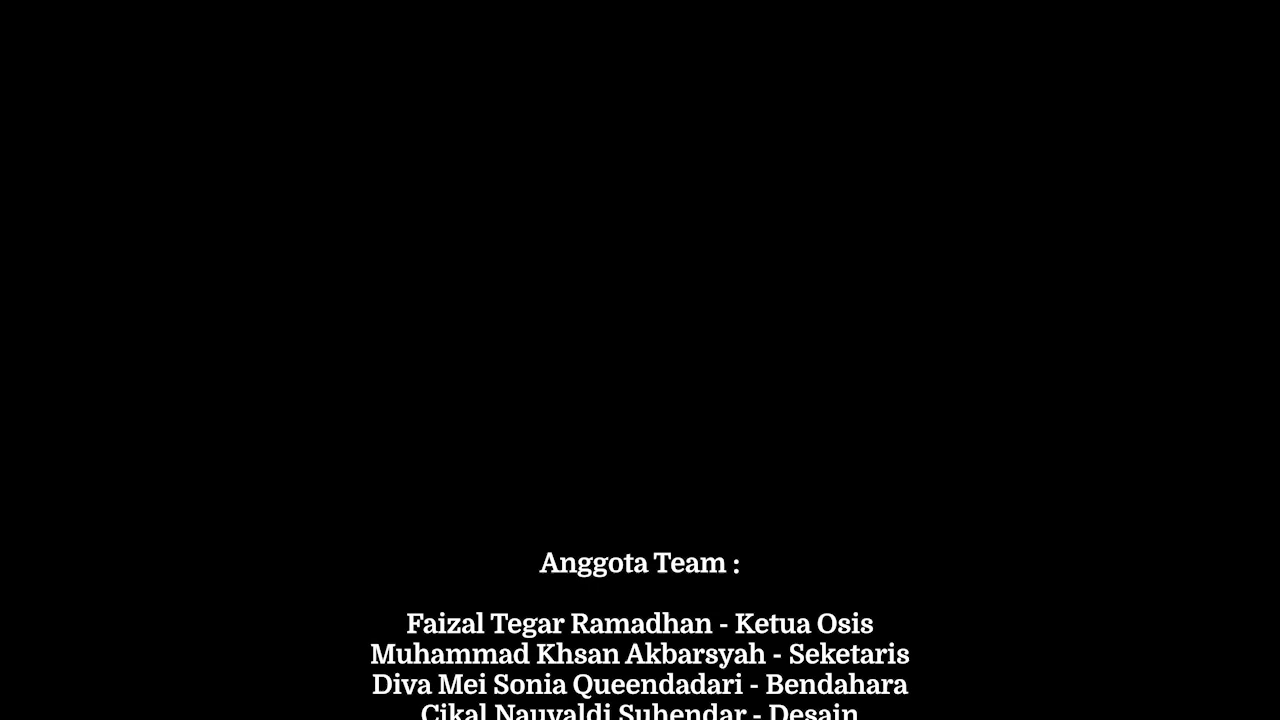 Anggota Team :
Faizal Tegar Ramadhan - Ketua Osis
Muhammad Khsan Akbarsyah - Seketaris
Diva Mei Sonia Queendadari - Bendahara
Cikal Nauvaldi Suhendar - Desain